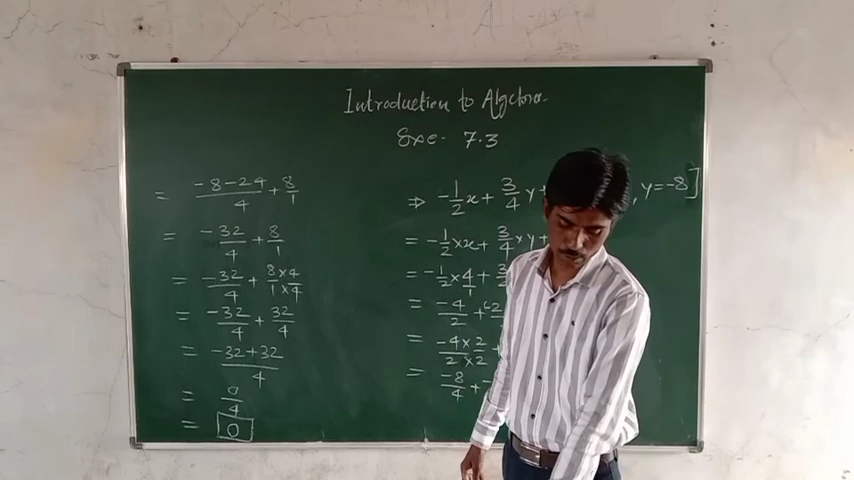 Introduction to Algebra.
Exe. 7.3
⇒ -1/2 x + 3/4 y + , y = -8]
= -1/2 × x + 3/4 × y +
= -1/2 × 4/1 +
= -4/2 +
= -4×2/2×2 +
= -8/4 +
= -8-24/4 + 8/1
= -32/4 + 8/1
= -32/4 + 8×4/1×4
= -32/4 + 32/4
= -32+32/4
= 0/4
= 0